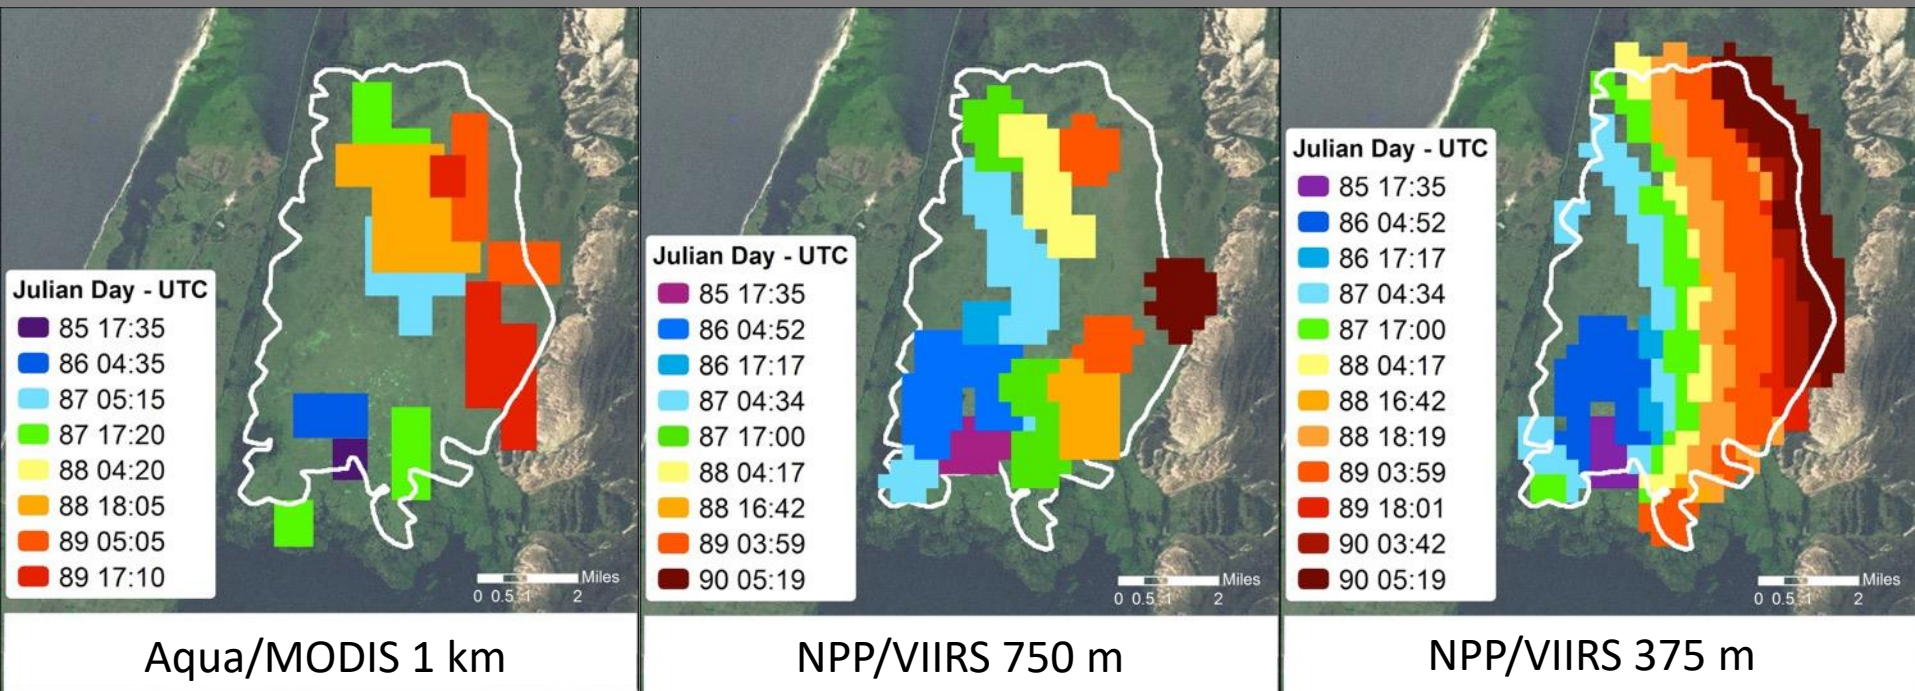 Julian Day - UTC
85 17:35
86 04:35
87 05:15
87 17:20
88 04:20
88 18:05
89 05:05
89 17:10
Miles
0 0.5 1 2
Aqua/MODIS 1 km
Julian Day - UTC
85 17:35
86 04:52
86 17:17
87 04:34
87 17:00
88 04:17
88 16:42
89 03:59
90 05:19
Miles
0 0.5 1 2
NPP/VIIRS 750 m
Julian Day - UTC
85 17:35
86 04:52
86 17:17
87 04:34
87 17:00
88 04:17
88 16:42
88 18:19
89 03:59
89 18:01
90 03:42
90 05:19
Miles
0 0.5 1 2
NPP/VIIRS 375 m